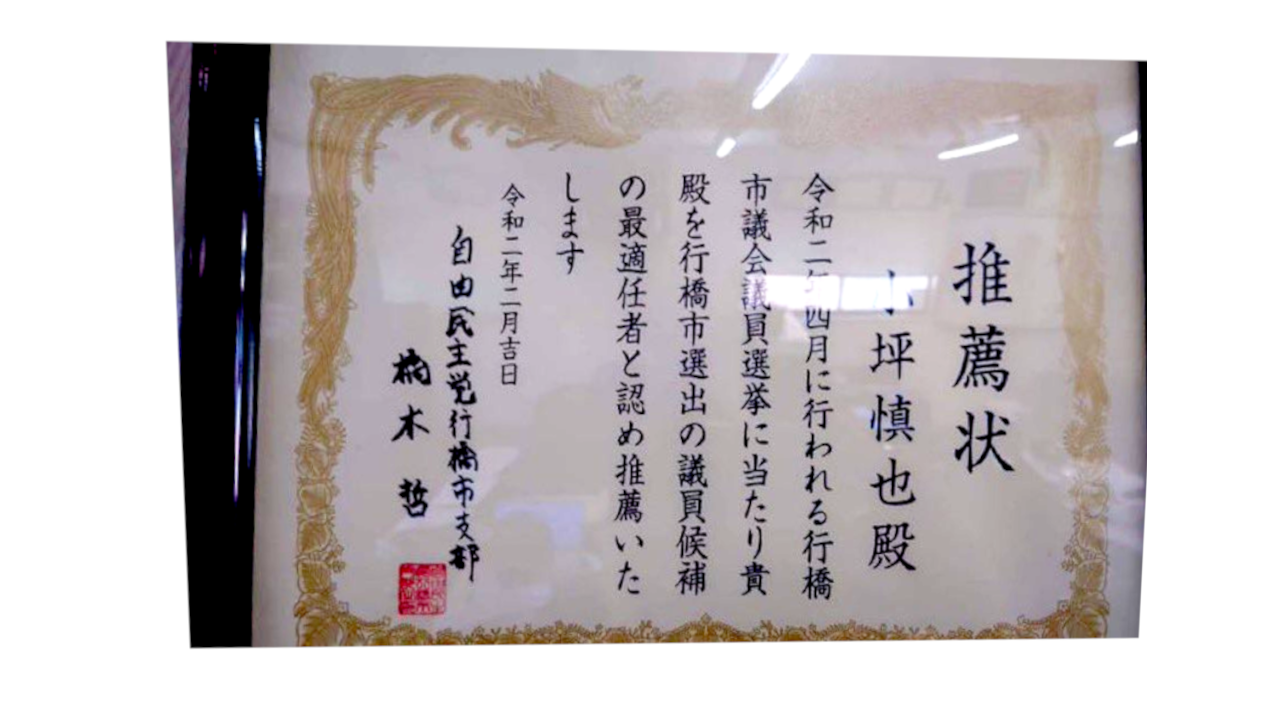 推薦状
小坪慎也殿
令和二年四月に行われる行橋
市議会議員選挙に当たり貴
殿を行橋市選出の議員候補
の最適任者と認め推薦いた
します
令和二年二月吉日
自由民主党行橋市支部
楠木哲